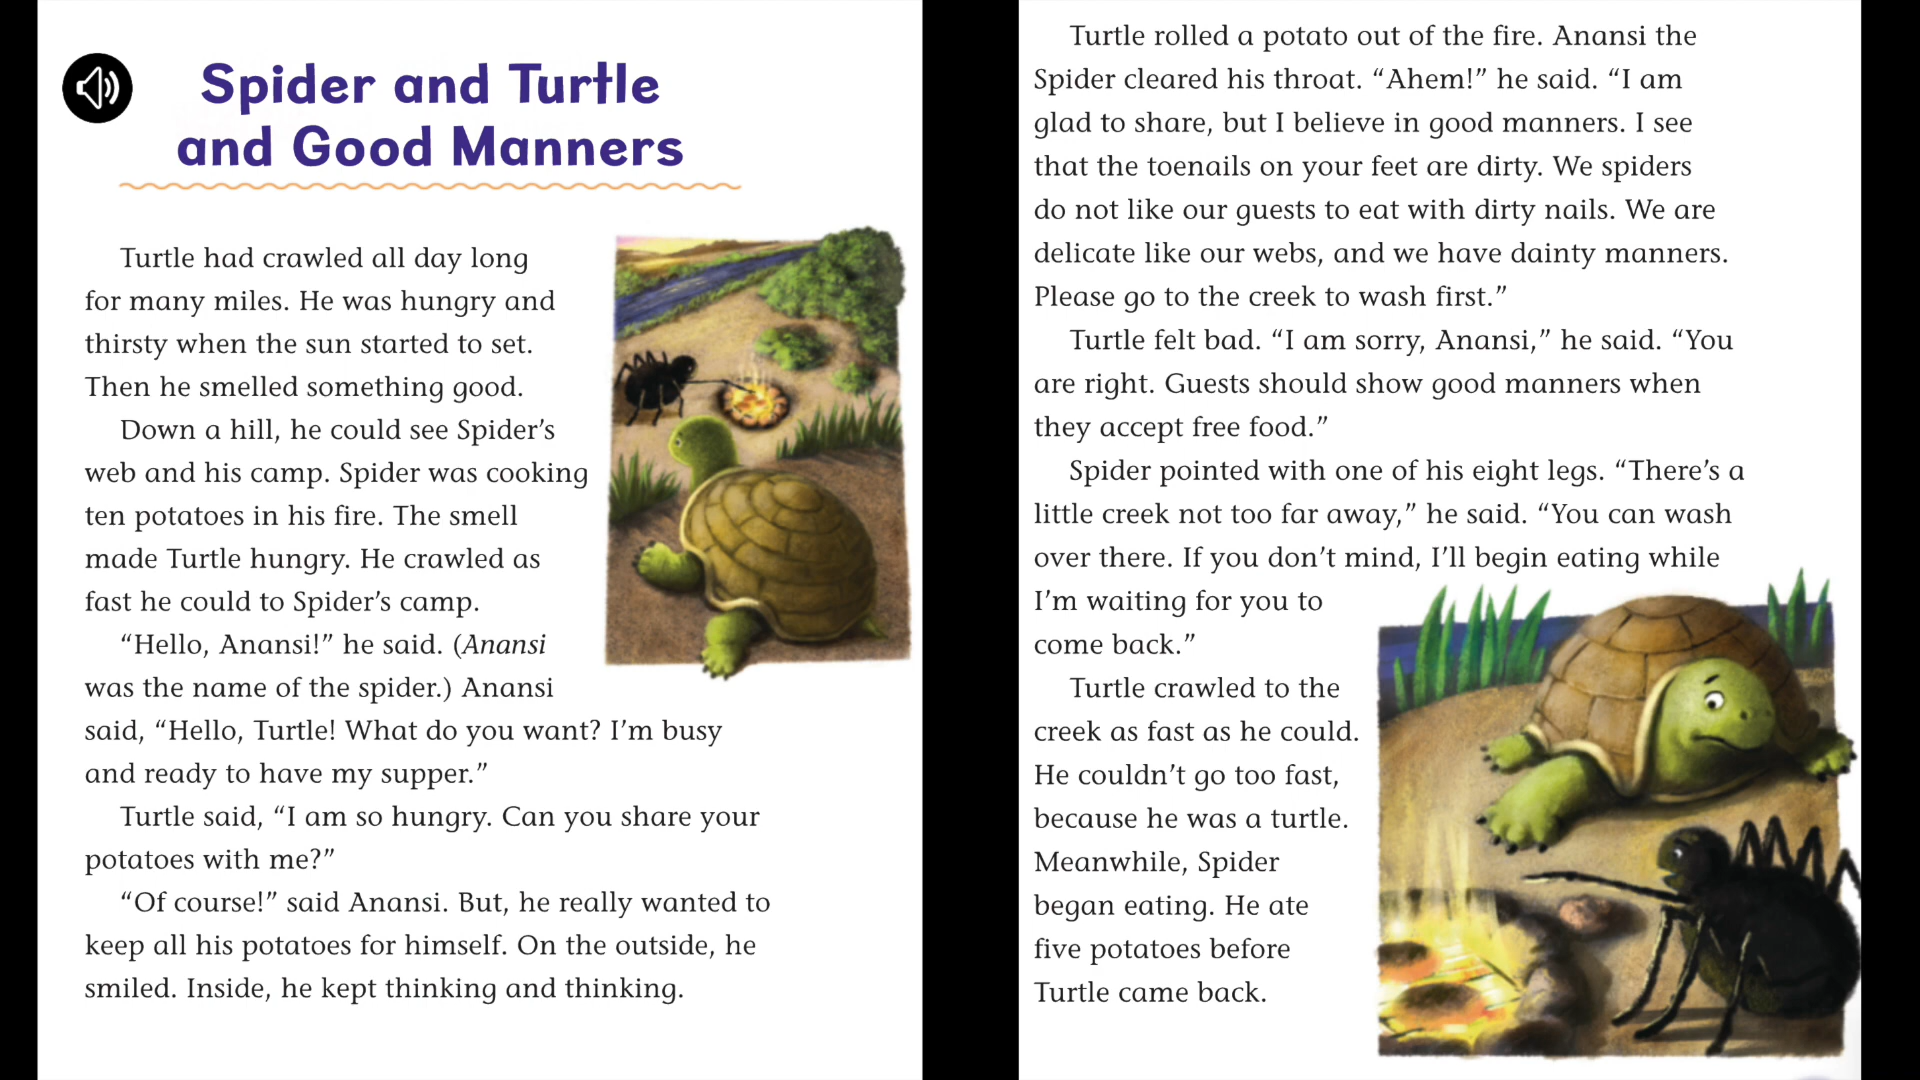 Spider and Turtle
and Good Manners
Turtle had crawled all day long
for many miles. He was hungry and
thirsty when the sun started to set.
Then he smelled something good.
Down a hill, he could see Spider’s
web and his camp. Spider was cooking
ten potatoes in his fire. The smell
made Turtle hungry. He crawled as
fast he could to Spider’s camp.
“Hello, Anansi!” he said. (Anansi
was the name of the spider.) Anansi
said, “Hello, Turtle! What do you want? I’m busy
and ready to have my supper.”
Turtle said, “I am so hungry. Can you share your
potatoes with me?”
“Of course!” said Anansi. But, he really wanted to
keep all his potatoes for himself. On the outside, he
smiled. Inside, he kept thinking and thinking.
Turtle rolled a potato out of the fire. Anansi the
Spider cleared his throat. “Ahem!” he said. “I am
glad to share, but I believe in good manners. I see
that the toenails on your feet are dirty. We spiders
do not like our guests to eat with dirty nails. We are
delicate like our webs, and we have dainty manners.
Please go to the creek to wash first.”
Turtle felt bad. “I am sorry, Anansi,” he said. “You
are right. Guests should show good manners when
they accept free food.”
Spider pointed with one of his eight legs. “There’s a
little creek not too far away,” he said. “You can wash
over there. If you don’t mind, I’ll begin eating while
I’m waiting for you to
come back.”
Turtle crawled to the
creek as fast as he could.
He couldn’t go too fast,
because he was a turtle.
Meanwhile, Spider
began eating. He ate
five potatoes before
Turtle came back.